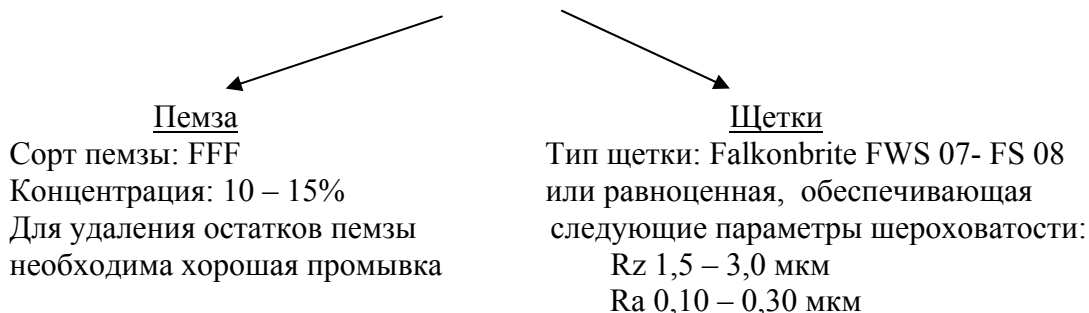 Пемза
Сорт пемзы: FFF
Концентрация: 10 – 15%
Для удаления остатков пемзы
необходима хорошая промывка
Щетки
Тип щетки: Falkonbrite FWS 07- FS 08
или равноценная, обеспечивающая
следующие параметры шероховатости:
Rz 1,5 – 3,0 мкм
Ra 0,10 – 0,30 мкм